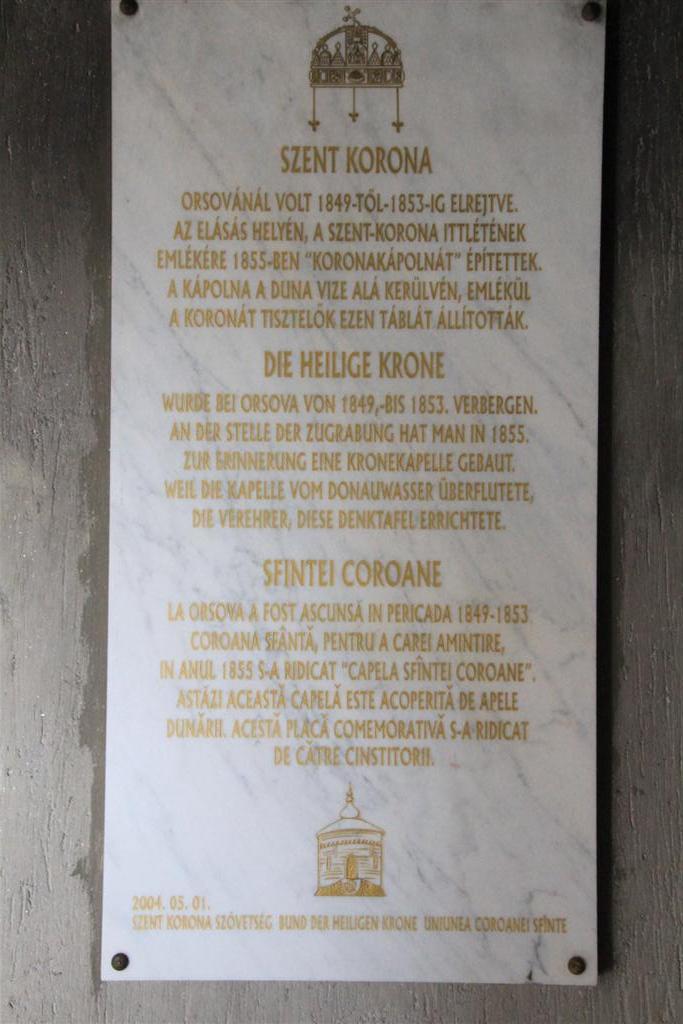 SZENT KORONA
ORSOVÁNÁL VOLT 1849-TŐL-1853-IG ELREJTVE.
AZ ELÁSÁS HELYÉN, A SZENT-KORONA ITTLÉTÉNEK
EMLÉKÉRE 1855-BEN "KORONAKÁPOLNÁT" ÉPÍTETTEK.
A KÁPOLNA A DUNA VIZE ALÁ KERÜLVÉN, EMLÉKÜL
A KORONÁT TISZTELŐK EZEN TÁBLÁT ÁLLÍTOTTÁK.
DIE HEILIGE KRONE
WURDE BEI ORSOVA VON 1849,-BIS 1853. VERBERGEN.
AN DER STELLE DER ZUGRABUNG HAT MAN IN 1855.
ZUR ERINNERUNG EINE KRONEKAPELLE GEBAUT.
WEIL DIE KAPELLE VOM DONAUWASSER ÜBERFLUTETE,
DIE VEREHRER, DIESE DENKTAFEL ERRICHTETE.
SFINTEI COROANE
LA ORSOVA A FOST ASCUNSĂ IN PERICADA 1849-1853
COROANA SFÂNTĂ, PENTRU A CAREI AMINTIRE,
IN ANUL 1855 S-A RIDICAT "CAPELA SFÎNTEI COROANE".
ASTĂZI ACEASTĂ CAPELĂ ESTE ACOPERITĂ DE APELE
DUNĂRII. ACESTĂ PLACĂ COMEMORATIVĂ S-A RIDICAT
DE CĂTRE CINSTITORII.
2004. 05. 01.
SZENT KORONA SZÖVETSÉG BUND DER HEILIGEN KRONE UNIUNEA COROANEI SFÎNTE